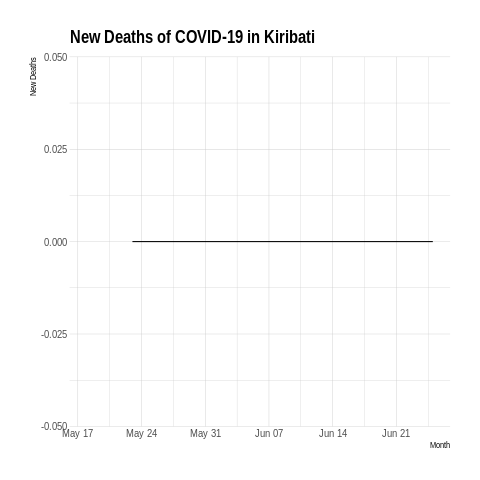 New Deaths of COVID-19 in Kiribati
New Deaths
0.050
0.025
0.000
-0.025
-0.050
May 17 May 24 May 31 Jun 07 Jun 14 Jun 21
Month